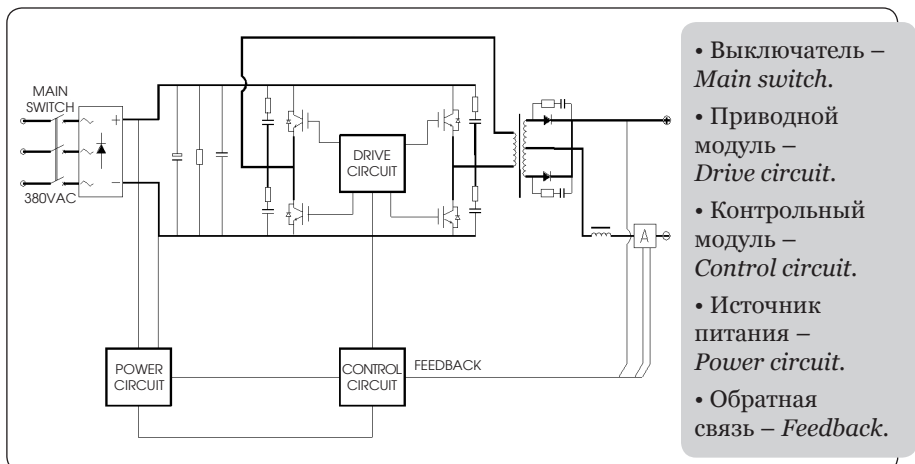 MAIN
SWITCH
+
−
380VAC
DRIVE
CIRCUIT
A
POWER
CIRCUIT
CONTROL
CIRCUIT
FEEDBACK
• Выключатель –
Main switch.
• Приводной
модуль –
Drive circuit.
• Контрольный
модуль –
Control circuit.
• Источник
питания –
Power circuit.
• Обратная
связь – Feedback.